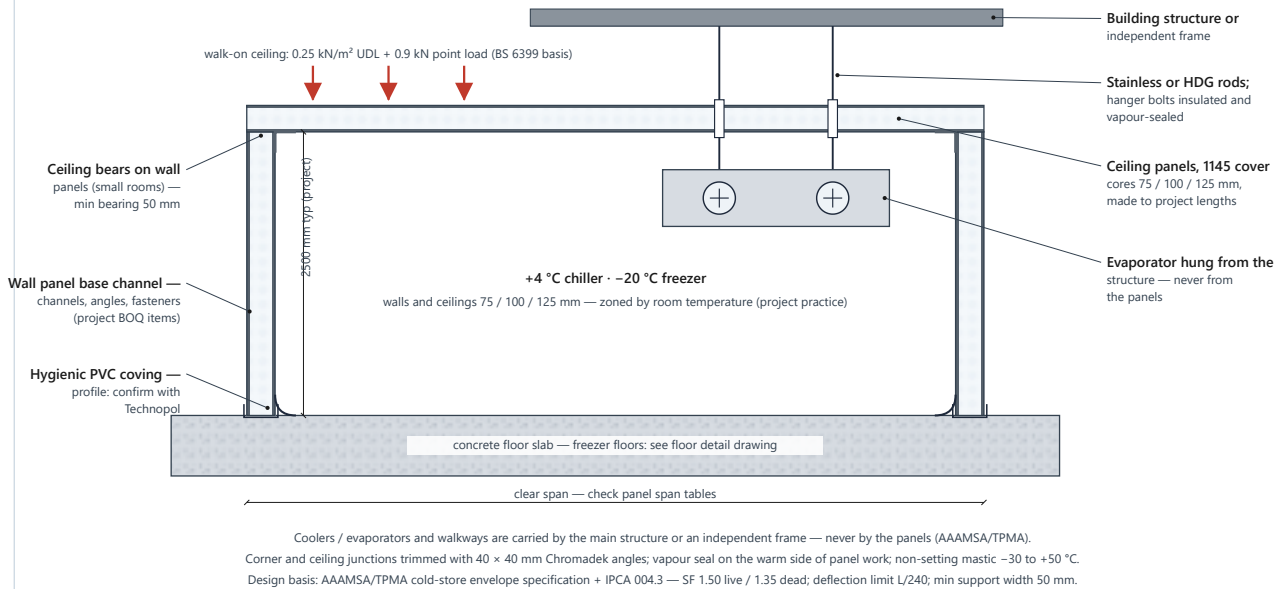 Building structure or
independent frame
walk-on ceiling: 0.25 kN/m² UDL + 0.9 kN point load (BS 6399 basis)
Stainless or HDG rods;
hanger bolts insulated and
vapour-sealed
Ceiling bears on wall
panels (small rooms) —
min bearing 50 mm
2500 mm typ (project)
Ceiling panels, 1145 cover
cores 75 / 100 / 125 mm,
made to project lengths
Evaporator hung from the
structure — never from
the panels
+4 °C chiller · −20 °C freezer
walls and ceilings 75 / 100 / 125 mm — zoned by room temperature (project practice)
Wall panel base channel —
channels, angles, fasteners
(project BOQ items)
Hygienic PVC coving —
profile: confirm with
Technopol
concrete floor slab — freezer floors: see floor detail drawing
clear span — check panel span tables
Coolers / evaporators and walkways are carried by the main structure or an independent frame — never by the panels (AAAMSA/TPMA).
Corner and ceiling junctions trimmed with 40 × 40 mm Chromadek angles; vapour seal on the warm side of panel work; non-setting mastic −30 to +50 °C.
Design basis: AAAMSA/TPMA cold-store envelope specification + IPCA 004.3 — SF 1.50 live / 1.35 dead; deflection limit L/240; min support width 50 mm.